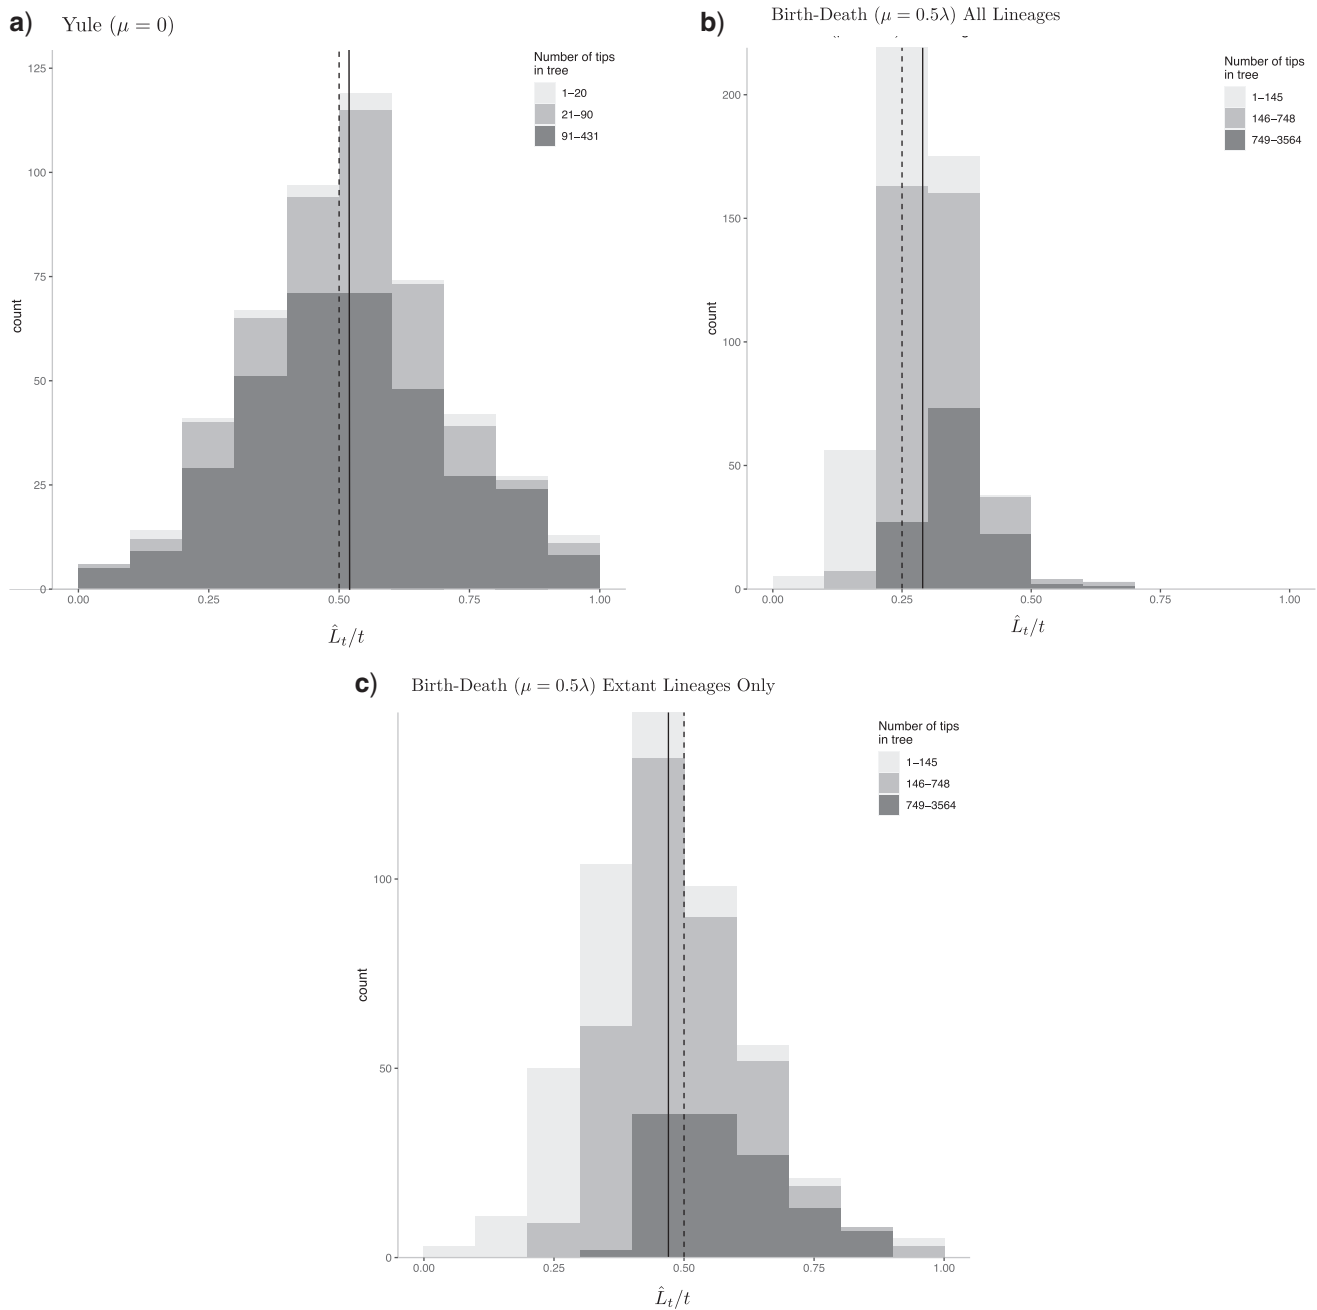 a)
Yule (μ = 0)
125
100
75
50
25
0
count
0.00 0.25 0.50 0.75 1.00
L̂t/t
Number of tips
in tree
1–20
21–90
91–431
b)
Birth-Death (μ = 0.5λ) All Lineages
200
150
100
50
0
count
0.00 0.25 0.50 0.75 1.00
L̂t/t
Number of tips
in tree
1–145
146–748
749–3564
c)
Birth-Death (μ = 0.5λ) Extant Lineages Only
100
50
0
count
0.00 0.25 0.50 0.75 1.00
L̂t/t
Number of tips
in tree
1–145
146–748
749–3564